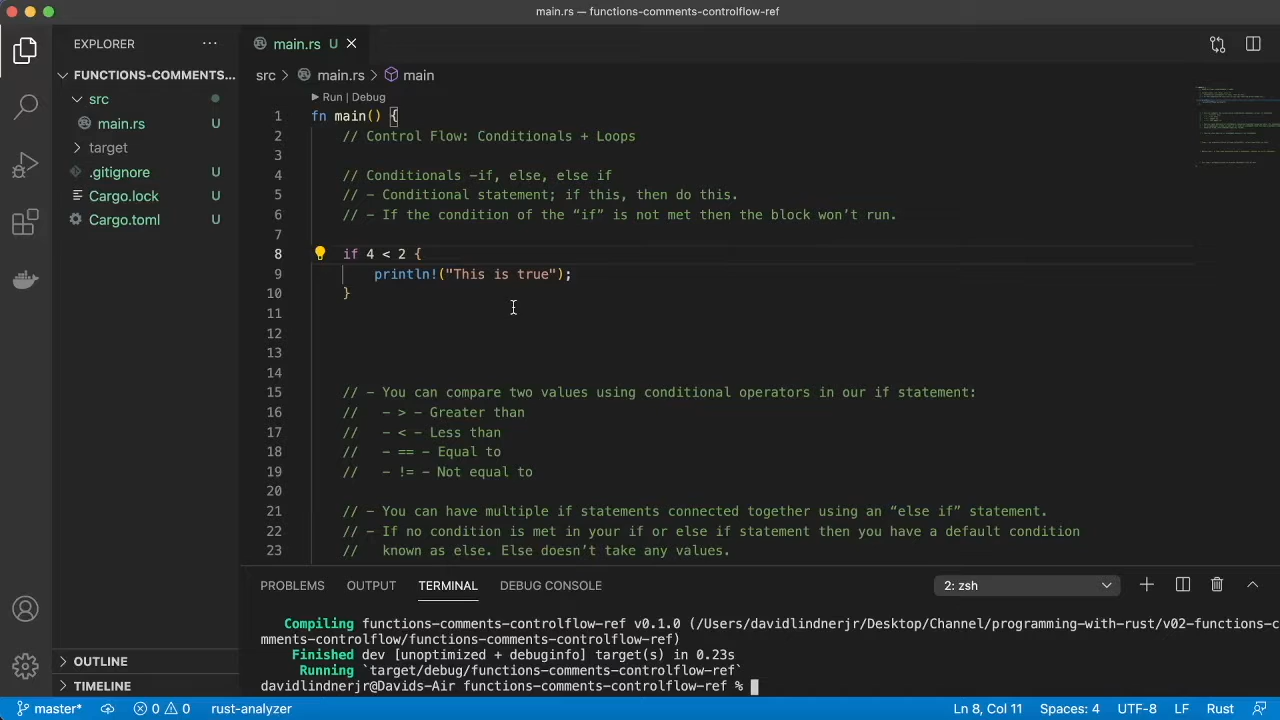 main.rs — functions-comments-controlflow-ref
EXPLORER ···
main.rs U
FUNCTIONS-COMMENTS...
src
main.rs U
target
.gitignore U
Cargo.lock U
Cargo.toml U
src > main.rs > main
Run | Debug
1 fn main() {
2 // Control Flow: Conditionals + Loops
3
4 // Conditionals -if, else, else if
5 // - Conditional statement; if this, then do this.
6 // - If the condition of the “if” is not met then the block won’t run.
7
8 if 4 < 2 {
9 println!("This is true");
10 }
11
12
13
14
15 // - You can compare two values using conditional operators in our if statement:
16 // - > - Greater than
17 // - < - Less than
18 // - == - Equal to
19 // - != - Not equal to
20
21 // - You can have multiple if statements connected together using an “else if” statement.
22 // - If no condition is met in your if or else if statement then you have a default condition
23 // known as else. Else doesn’t take any values.
PROBLEMS OUTPUT TERMINAL DEBUG CONSOLE 2: zsh
Compiling functions-comments-controlflow-ref v0.1.0 (/Users/davidlindnerjr/Desktop/Channel/programming-with-rust/v02-functions-c
mments-controlflow/functions-comments-controlflow-ref)
Finished dev [unoptimized + debuginfo] target(s) in 0.23s
Running `target/debug/functions-comments-controlflow-ref`
davidlindnerjr@Davids-Air functions-comments-controlflow-ref %
OUTLINE
TIMELINE
master* 0 0 rust-analyzer Ln 8, Col 11 Spaces: 4 UTF-8 LF Rust